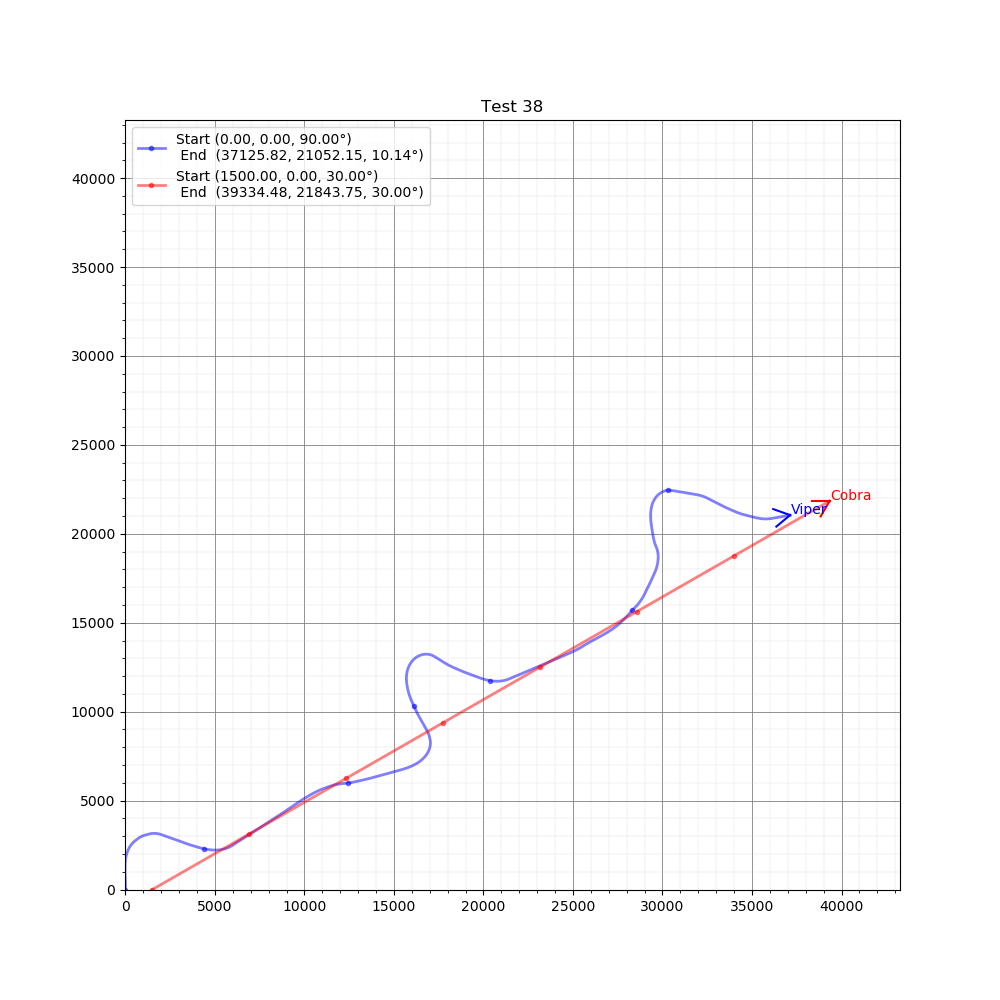 Test 38
Start (0.00, 0.00, 90.00°)
End  (37125.82, 21052.15, 10.14°)
Start (1500.00, 0.00, 30.00°)
End  (39334.48, 21843.75, 30.00°)
40000
35000
30000
25000
20000
15000
10000
5000
0
Cobra
Viper
0 5000 10000 15000 20000 25000 30000 35000 40000